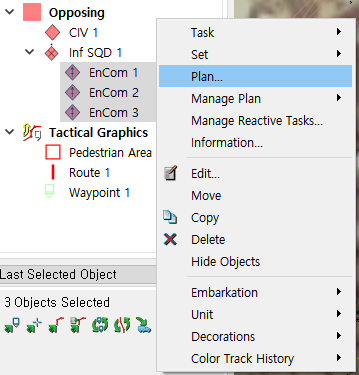 Opposing
CIV 1
Inf SQD 1
EnCom 1
EnCom 2
EnCom 3
Tactical Graphics
Pedestrian Area
Route 1
Waypoint 1
Last Selected Object
3 Objects Selected
Task
Set
Plan...
Manage Plan
Manage Reactive Tasks...
Information...
Edit...
Move
Copy
Delete
Hide Objects
Embarkation
Unit
Decorations
Color Track History